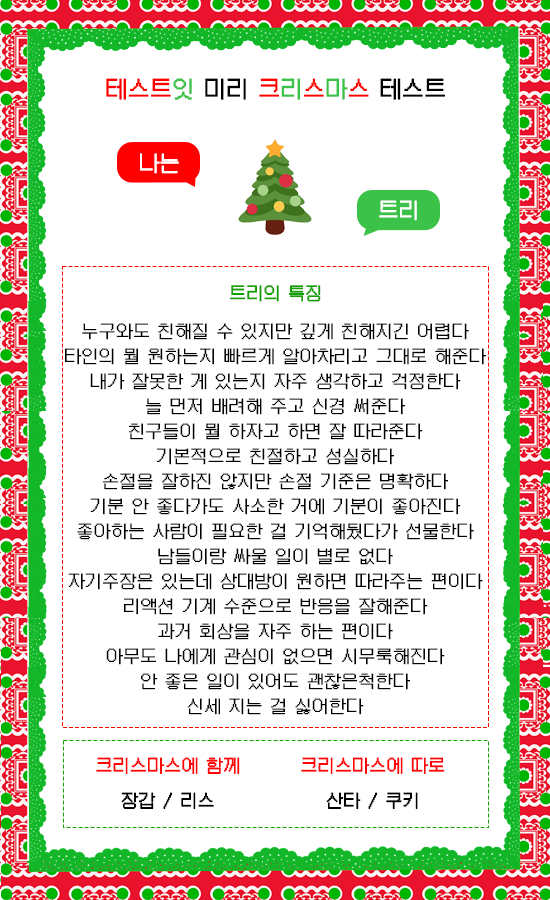 테스트잇 미리 크리스마스 테스트
나는
트리
트리의 특징
누구와도 친해질 수 있지만 깊게 친해지긴 어렵다
타인의 뭘 원하는지 빠르게 알아차리고 그대로 해준다
내가 잘못한 게 있는지 자주 생각하고 걱정한다
늘 먼저 배려해 주고 신경 써준다
친구들이 뭘 하자고 하면 잘 따라준다
기본적으로 친절하고 성실하다
손절을 잘하진 않지만 손절 기준은 명확하다
기분 안 좋다가도 사소한 거에 기분이 좋아진다
좋아하는 사람이 필요한 걸 기억해뒀다가 선물한다
남들이랑 싸울 일이 별로 없다
자기주장은 있는데 상대방이 원하면 따라주는 편이다
리액션 기계 수준으로 반응을 잘해준다
과거 회상을 자주 하는 편이다
아무도 나에게 관심이 없으면 시무룩해진다
안 좋은 일이 있어도 괜찮은척한다
신세 지는 걸 싫어한다
크리스마스에 함께 크리스마스에 따로
장갑 / 리스 산타 / 쿠키